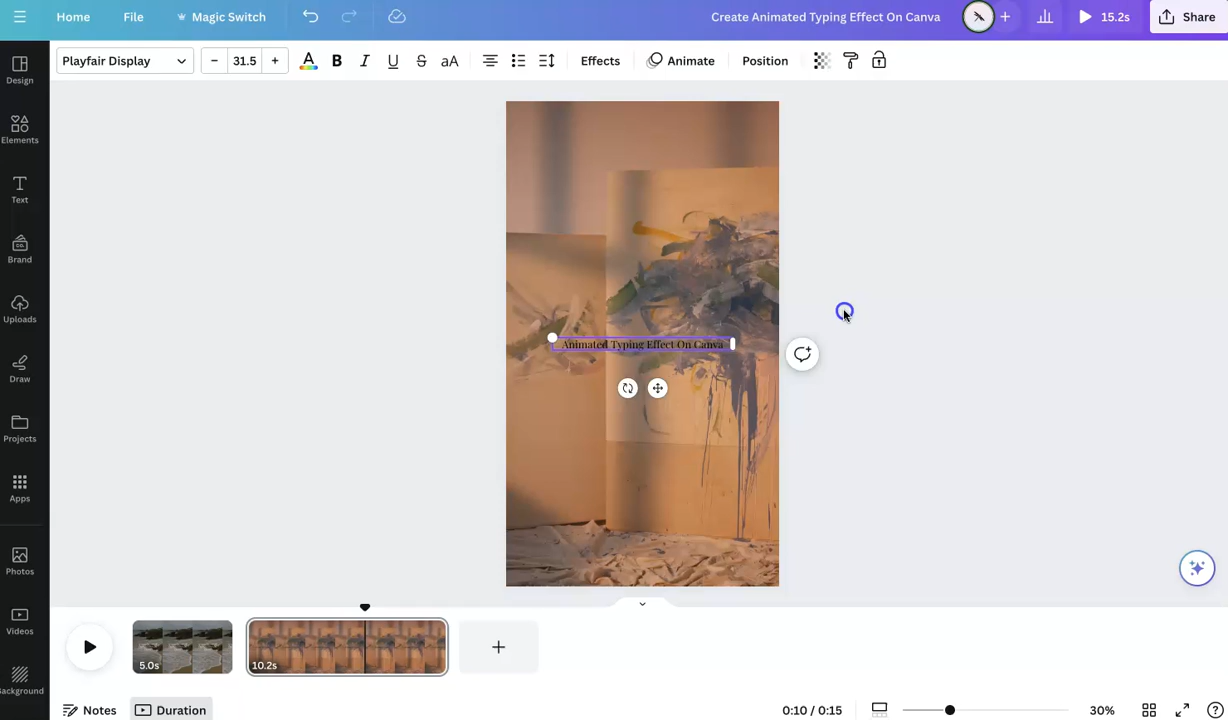 Home File Magic Switch Create Animated Typing Effect On Canva + 15.2s Share
Playfair Display – 31.5 + A B I U S aA Effects Animate Position
Design
Elements
Text
Brand
Uploads
Draw
Projects
Apps
Photos
Videos
Background
Animated Typing Effect On Canva
5.0s 10.2s +
Notes Duration 0:10 / 0:15 30% ?